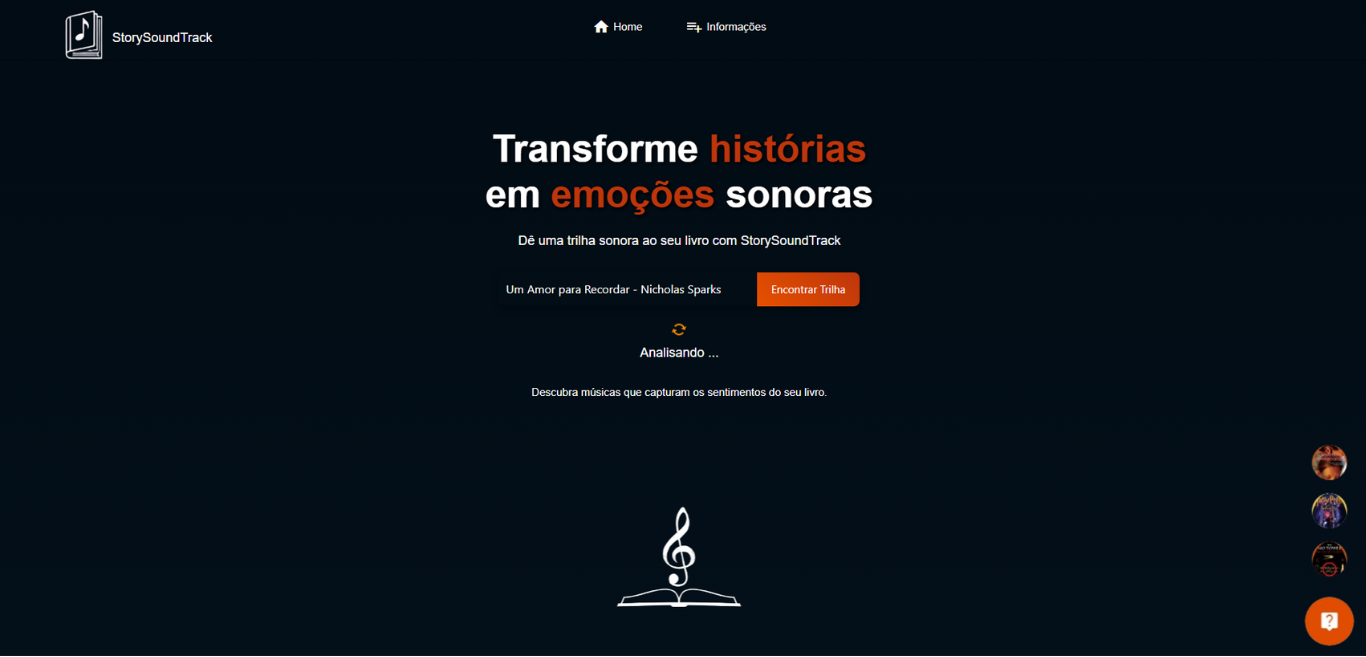 StorySoundTrack
Home
Informações
Transforme histórias
em emoções sonoras
Dê uma trilha sonora ao seu livro com StorySoundTrack
Um Amor para Recordar - Nicholas Sparks
Encontrar Trilha
Analisando ...
Descubra músicas que capturam os sentimentos do seu livro.
?